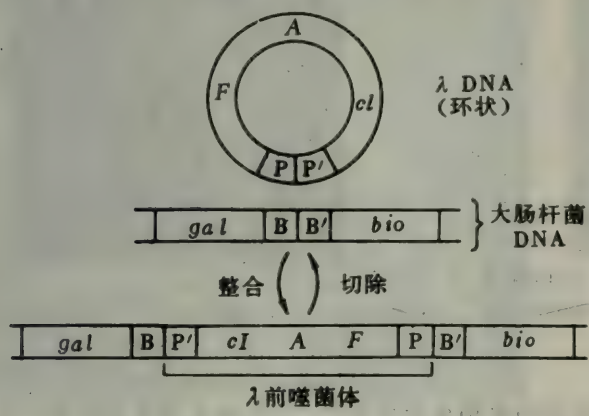 A
F
cI
λ DNA
(环状)
P P′
gal B B′ bio
大肠杆菌
DNA
整合 切除
gal B P′ cI A F P B′ bio
λ前噬菌体